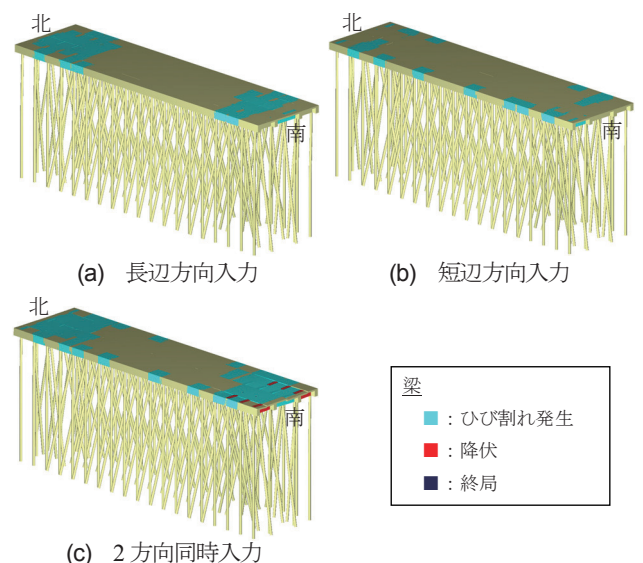 北
南
(a) 長辺方向入力
北
南
(b) 短辺方向入力
北
南
(c) 2 方向同時入力
梁
■：ひび割れ発生
■：降伏
■：終局